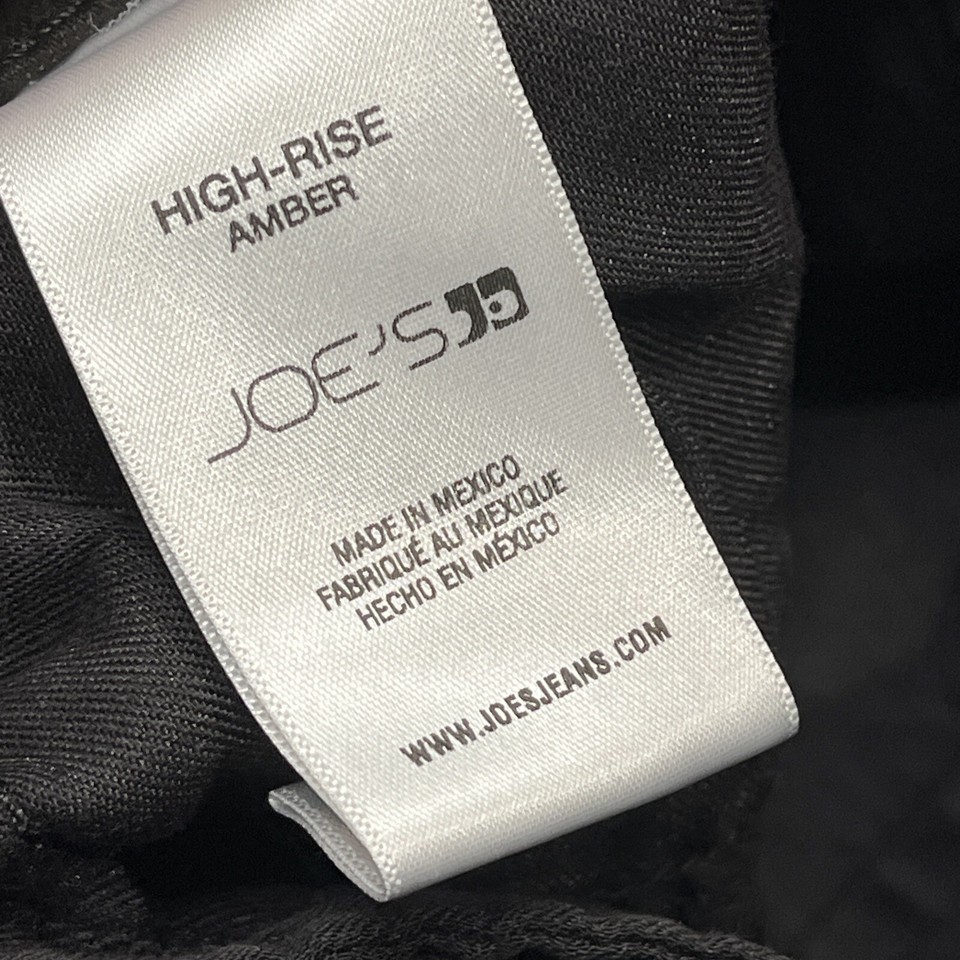 HIGH-RISE
AMBER
JOE'S
MADE IN MEXICO
FABRIQUÉ AU MEXIQUE
HECHO EN MÉXICO
WWW.JOESJEANS.COM